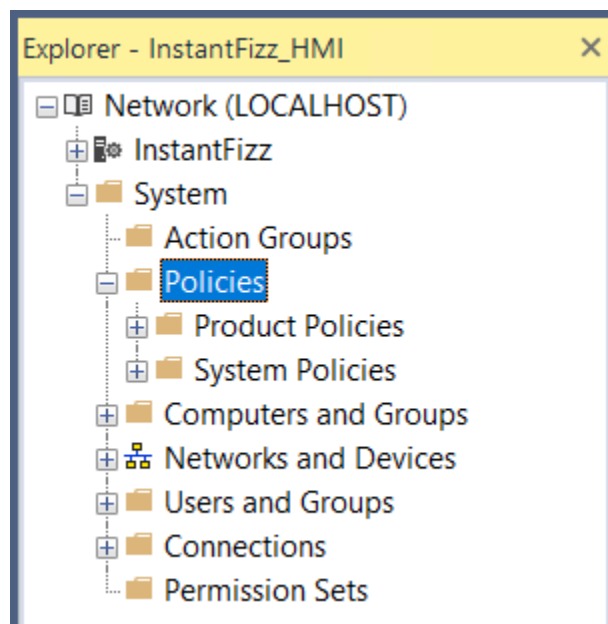 Explorer - InstantFizz_HMI
Network (LOCALHOST)
InstantFizz
System
Action Groups
Policies
Product Policies
System Policies
Computers and Groups
Networks and Devices
Users and Groups
Connections
Permission Sets